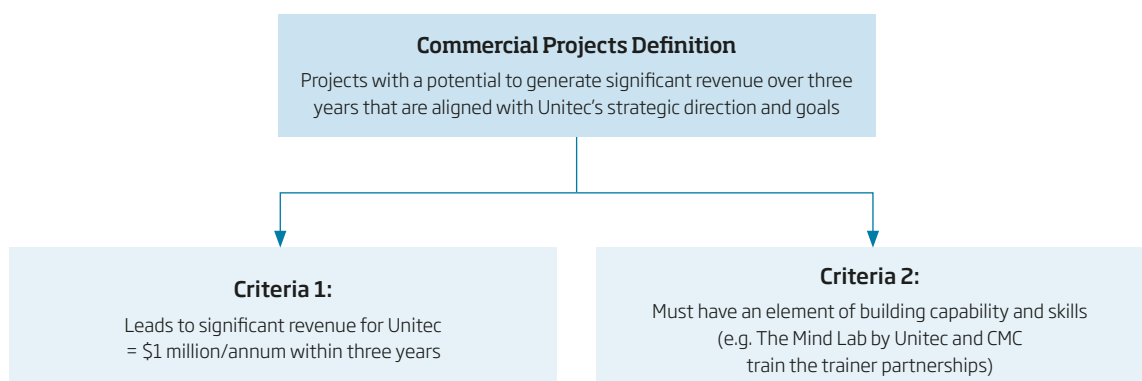 Commercial Projects Definition
Projects with a potential to generate significant revenue over three
years that are aligned with Unitec's strategic direction and goals
Criteria 1:
Leads to significant revenue for Unitec
= $1 million/annum within three years
Criteria 2:
Must have an element of building capability and skills
(e.g. The Mind Lab by Unitec and CMC
train the trainer partnerships)